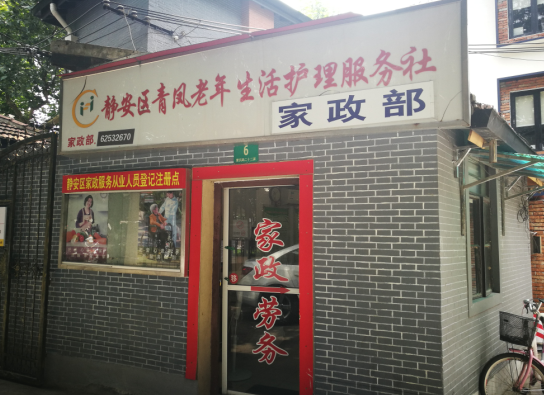 静安区青凤老年生活护理服务社
家政部
家政部:62532670
静安区家政服务从业人员登记注册点
6
家政
劳务